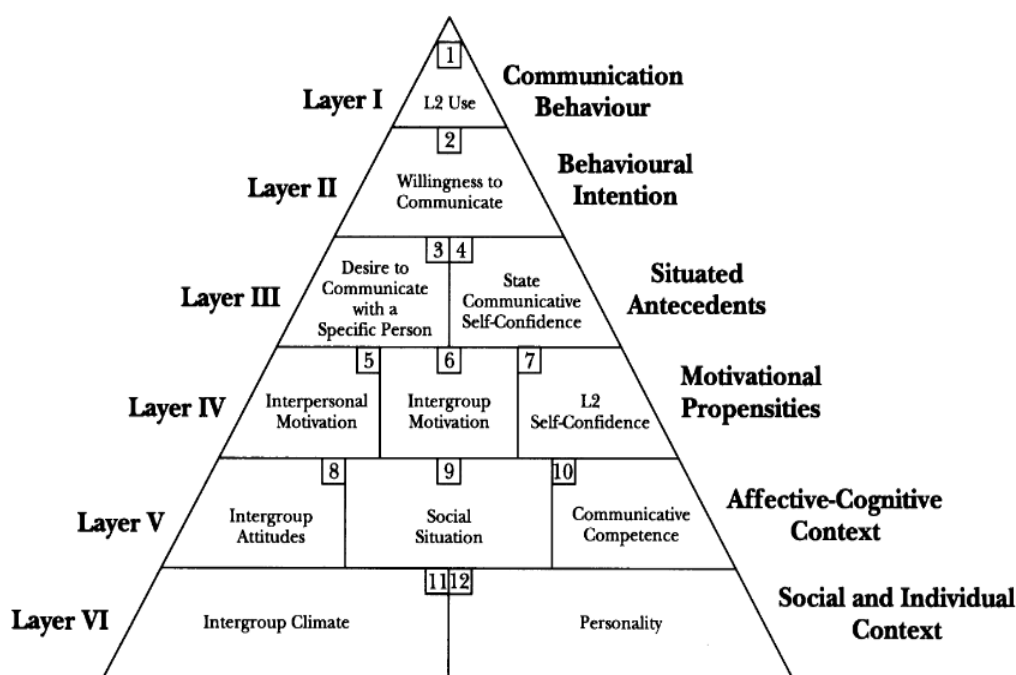 1
Layer I
L2 Use
Communication
Behaviour
2
Layer II
Willingness to
Communicate
Behavioural
Intention
3 4
Layer III
Desire to
Communicate
with a
Specific Person
State
Communicative
Self-Confidence
Situated
Antecedents
5 6 7
Layer IV
Interpersonal
Motivation
Intergroup
Motivation
L2
Self-Confidence
Motivational
Propensities
8 9 10
Layer V
Intergroup
Attitudes
Social
Situation
Communicative
Competence
Affective-Cognitive
Context
11 12
Layer VI
Intergroup Climate
Personality
Social and Individual
Context